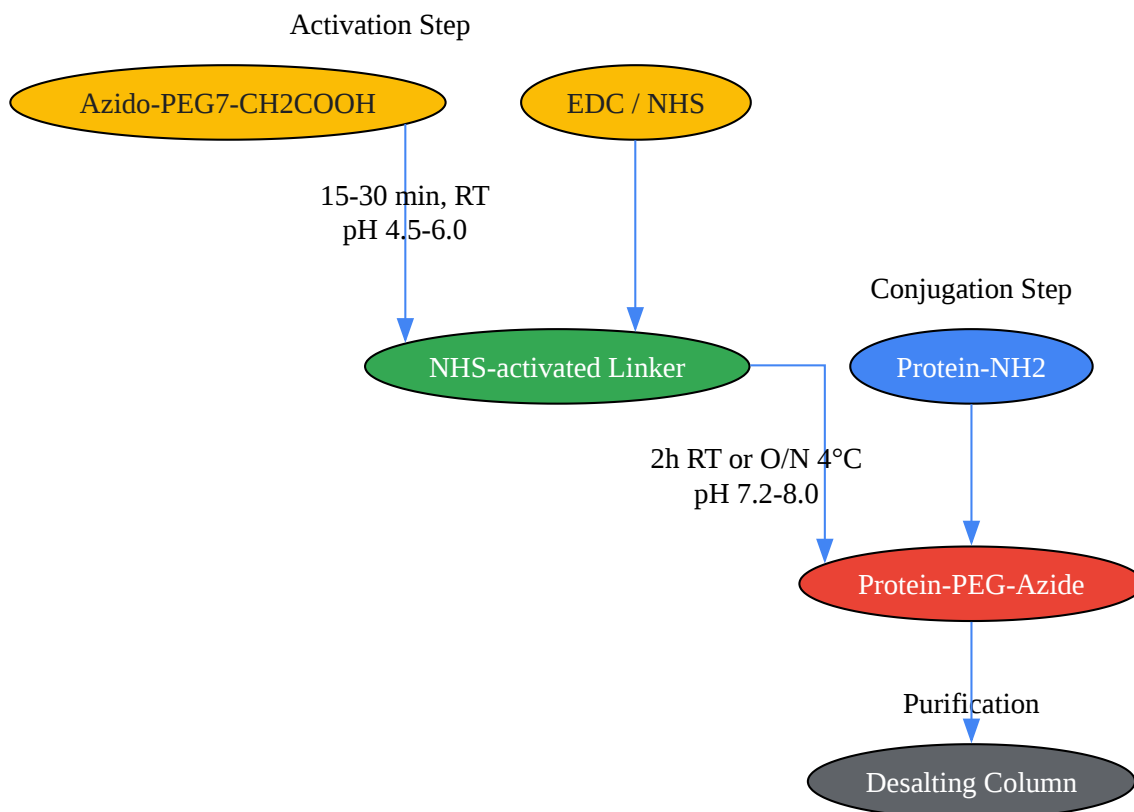 Activation Step
Azido-PEG7-CH2COOH
EDC / NHS
15-30 min, RT
pH 4.5-6.0
Conjugation Step
NHS-activated Linker
Protein-NH2
2h RT or O/N 4°C
pH 7.2-8.0
Protein-PEG-Azide
Purification
Desalting Column